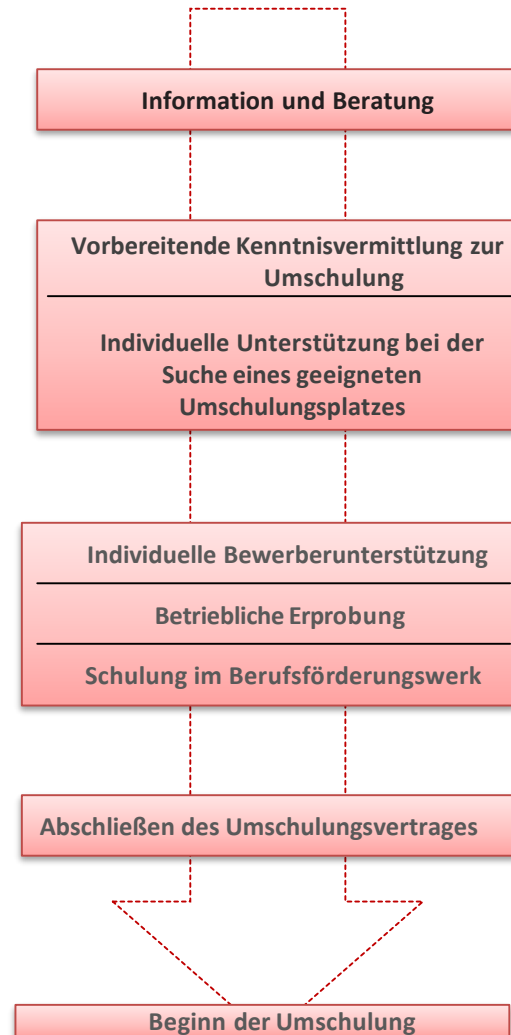 Information und Beratung
Vorbereitende Kenntnisvermittlung zur
Umschulung
Individuelle Unterstützung bei der
Suche eines geeigneten
Umschulungsplatzes
Individuelle Bewerberunterstützung
Betriebliche Erprobung
Schulung im Berufsförderungswerk
Abschließen des Umschulungsvertrages
Beginn der Umschulung